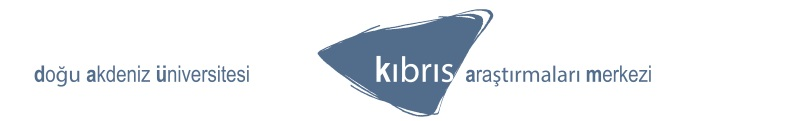 doğu akdeniz üniversitesi kıbrıs araştırmaları merkezi